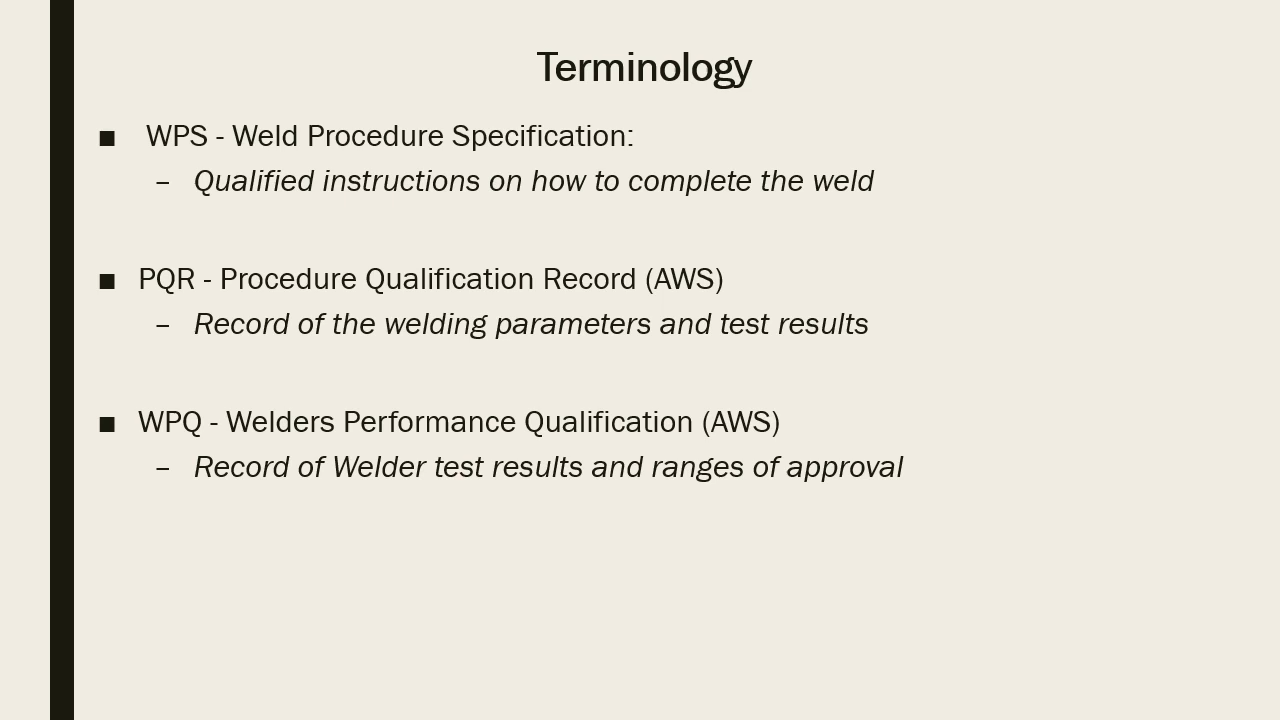 Terminology
■ WPS - Weld Procedure Specification:
– Qualified instructions on how to complete the weld
■ PQR - Procedure Qualification Record (AWS)
– Record of the welding parameters and test results
■ WPQ - Welders Performance Qualification (AWS)
– Record of Welder test results and ranges of approval